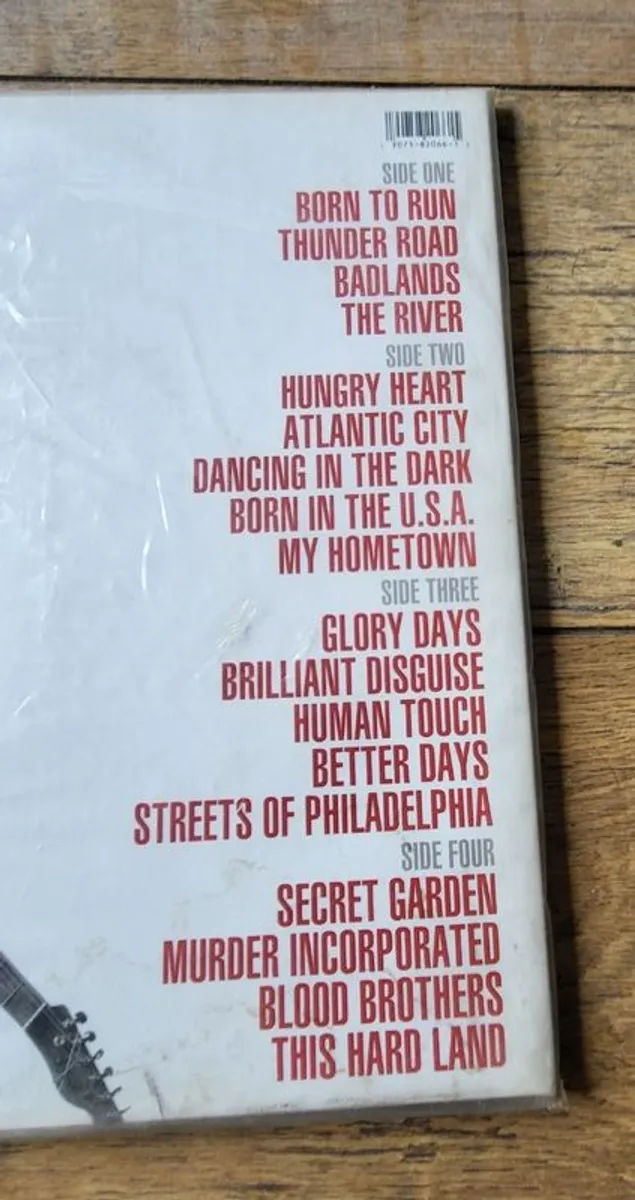 SIDE ONE
BORN TO RUN
THUNDER ROAD
BADLANDS
THE RIVER
SIDE TWO
HUNGRY HEART
ATLANTIC CITY
DANCING IN THE DARK
BORN IN THE U.S.A.
MY HOMETOWN
SIDE THREE
GLORY DAYS
BRILLIANT DISGUISE
HUMAN TOUCH
BETTER DAYS
STREETS OF PHILADELPHIA
SIDE FOUR
SECRET GARDEN
MURDER INCORPORATED
BLOOD BROTHERS
THIS HARD LAND